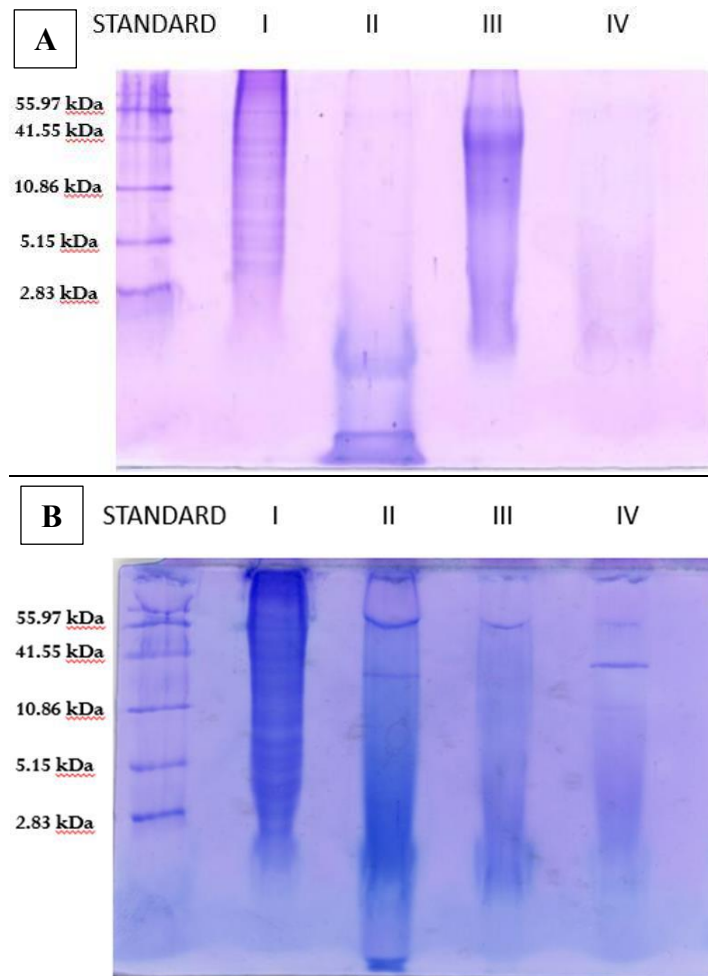 A STANDARD I II III IV
55.97 kDa
41.55 kDa
10.86 kDa
5.15 kDa
2.83 kDa
B STANDARD I II III IV
55.97 kDa
41.55 kDa
10.86 kDa
5.15 kDa
2.83 kDa